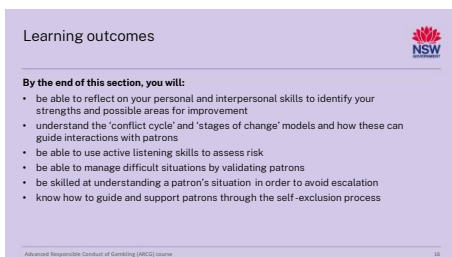 Learning outcomes
NSW
GOVERNMENT
By the end of this section, you will:
• be able to reflect on your personal and interpersonal skills to identify your
strengths and possible areas for improvement
• understand the ‘conflict cycle’ and ‘stages of change’ models and how these can
guide interactions with patrons
• be able to use active listening skills to assess risk
• be able to manage difficult situations by validating patrons
• be skilled at understanding a patron’s situation in order to avoid escalation
• know how to guide and support patrons through the self-exclusion process
Advanced Responsible Conduct of Gambling (ARCG) course